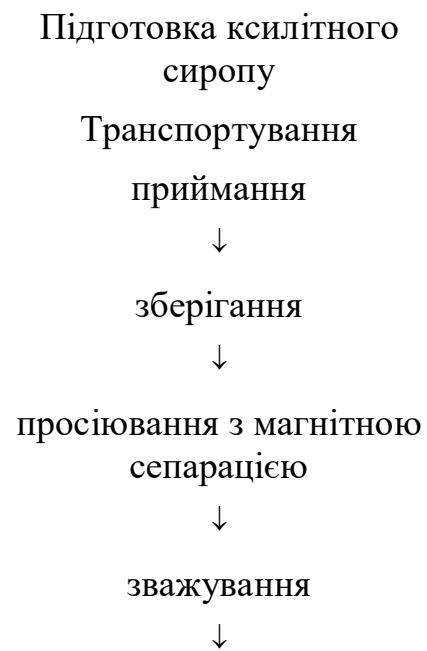 Підготовка ксилітного
сиропу
Транспортування
приймання
↓
зберігання
↓
просіювання з магнітною
сепарацією
↓
зважування
↓